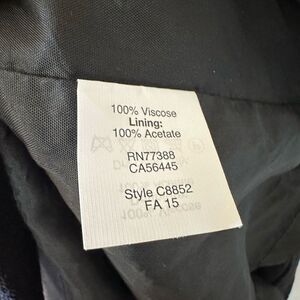 100% Viscose
Lining:
100% Acetate
RN77388
CA56445
Style C8852
FA 15